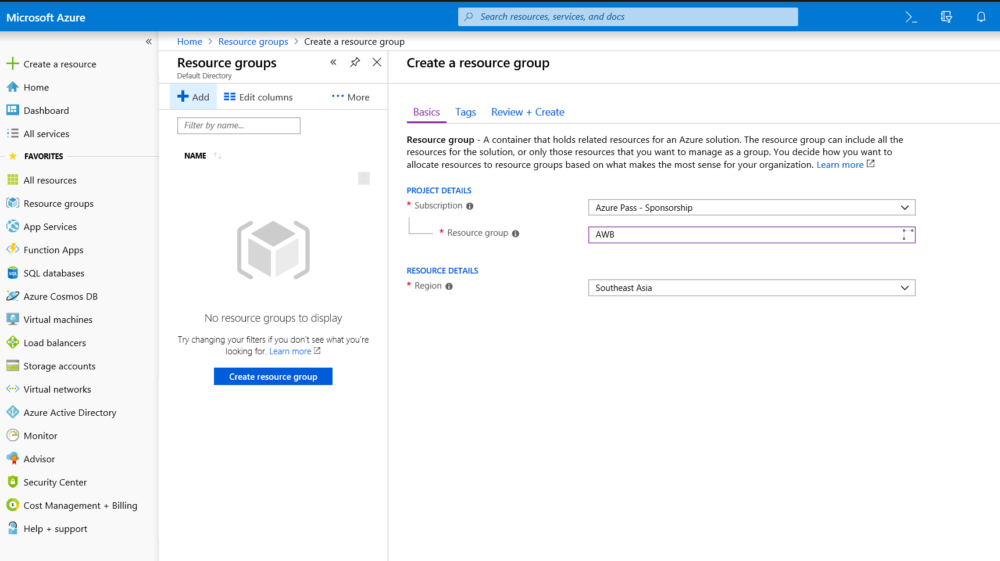 Microsoft Azure
Search resources, services, and docs
Create a resource
Home
Dashboard
All services
FAVORITES
All resources
Resource groups
App Services
Function Apps
SQL databases
Azure Cosmos DB
Virtual machines
Load balancers
Storage accounts
Virtual networks
Azure Active Directory
Monitor
Advisor
Security Center
Cost Management + Billing
Help + support
Home > Resource groups > Create a resource group
Resource groups
Default Directory
Add
Edit columns
More
Filter by name...
NAME
No resource groups to display
Try changing your filters if you don't see what you're
looking for. Learn more
Create resource group
Create a resource group
Basics
Tags
Review + Create
Resource group - A container that holds related resources for an Azure solution. The resource group can include all the
resources for the solution, or only those resources that you want to manage as a group. You decide how you want to
allocate resources to resource groups based on what makes the most sense for your organization. Learn more
PROJECT DETAILS
* Subscription
Azure Pass - Sponsorship
* Resource group
AWB
RESOURCE DETAILS
* Region
Southeast Asia